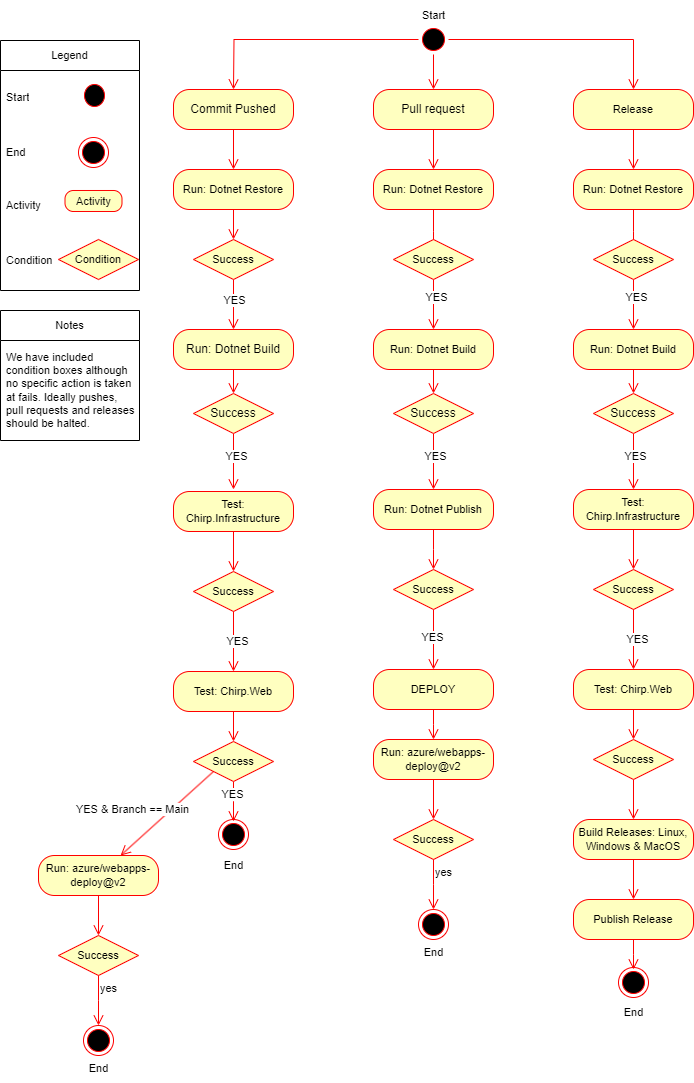 Start
Legend
Start
End
Activity
Activity
Condition
Condition
Notes
We have included
condition boxes although
no specific action is taken
at fails. Ideally pushes,
pull requests and releases
should be halted.
Commit Pushed
Run: Dotnet Restore
Success
YES
Run: Dotnet Build
Success
YES
Test:
Chirp.Infrastructure
Success
YES
Test: Chirp.Web
Success
YES
End
YES & Branch == Main
Run: azure/webapps-
deploy@v2
Success
yes
End
Pull request
Run: Dotnet Restore
Success
YES
Run: Dotnet Build
Success
YES
Run: Dotnet Publish
Success
YES
DEPLOY
Run: azure/webapps-
deploy@v2
Success
yes
End
Release
Run: Dotnet Restore
Success
YES
Run: Dotnet Build
Success
YES
Test:
Chirp.Infrastructure
Success
YES
Test: Chirp.Web
Success
Build Releases: Linux,
Windows & MacOS
Publish Release
End